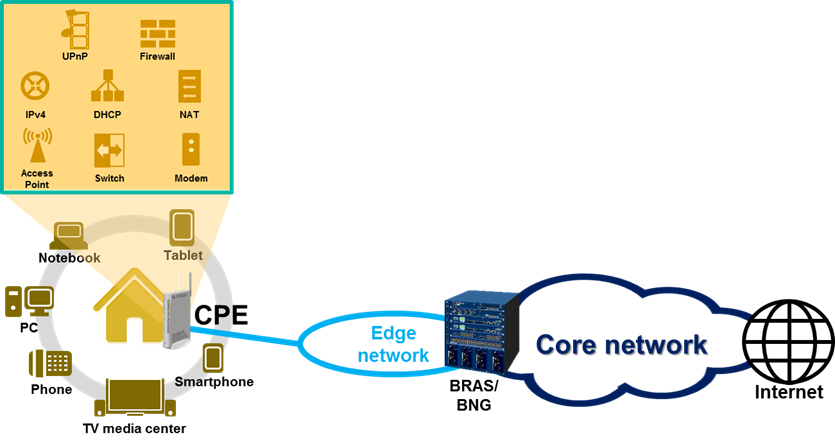 UPnP
Firewall
IPv4
DHCP
NAT
Access
Point
Switch
Modem
Notebook
Tablet
CPE
PC
Phone
Smartphone
TV media center
Edge
network
BRAS/
BNG
Core network
Internet